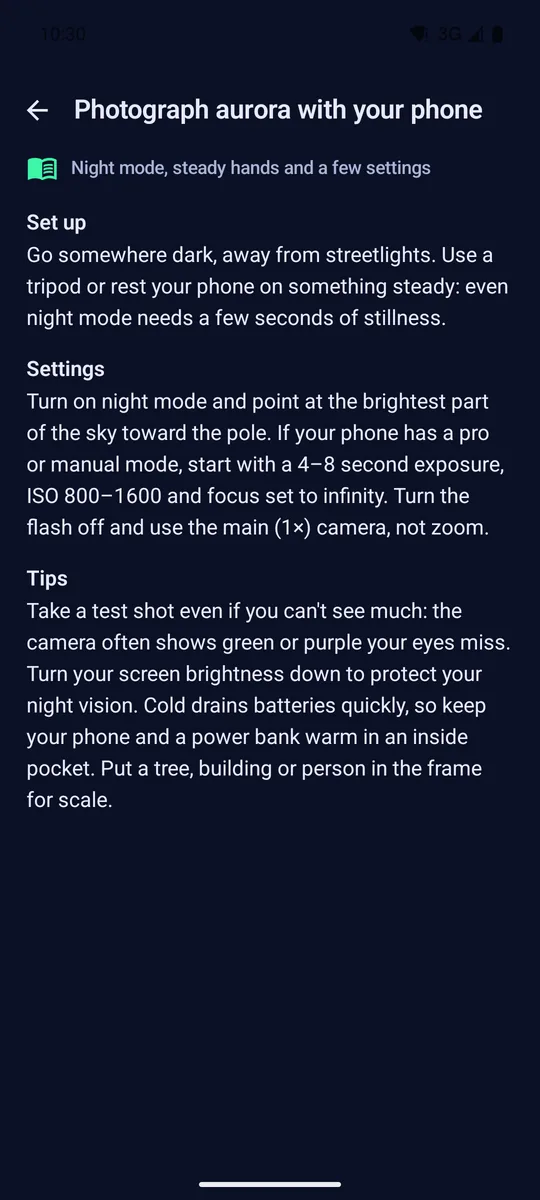 10:30
3G
Photograph aurora with your phone
Night mode, steady hands and a few settings
Set up
Go somewhere dark, away from streetlights. Use a
tripod or rest your phone on something steady: even
night mode needs a few seconds of stillness.
Settings
Turn on night mode and point at the brightest part
of the sky toward the pole. If your phone has a pro
or manual mode, start with a 4–8 second exposure,
ISO 800–1600 and focus set to infinity. Turn the
flash off and use the main (1×) camera, not zoom.
Tips
Take a test shot even if you can't see much: the
camera often shows green or purple your eyes miss.
Turn your screen brightness down to protect your
night vision. Cold drains batteries quickly, so keep
your phone and a power bank warm in an inside
pocket. Put a tree, building or person in the frame
for scale.